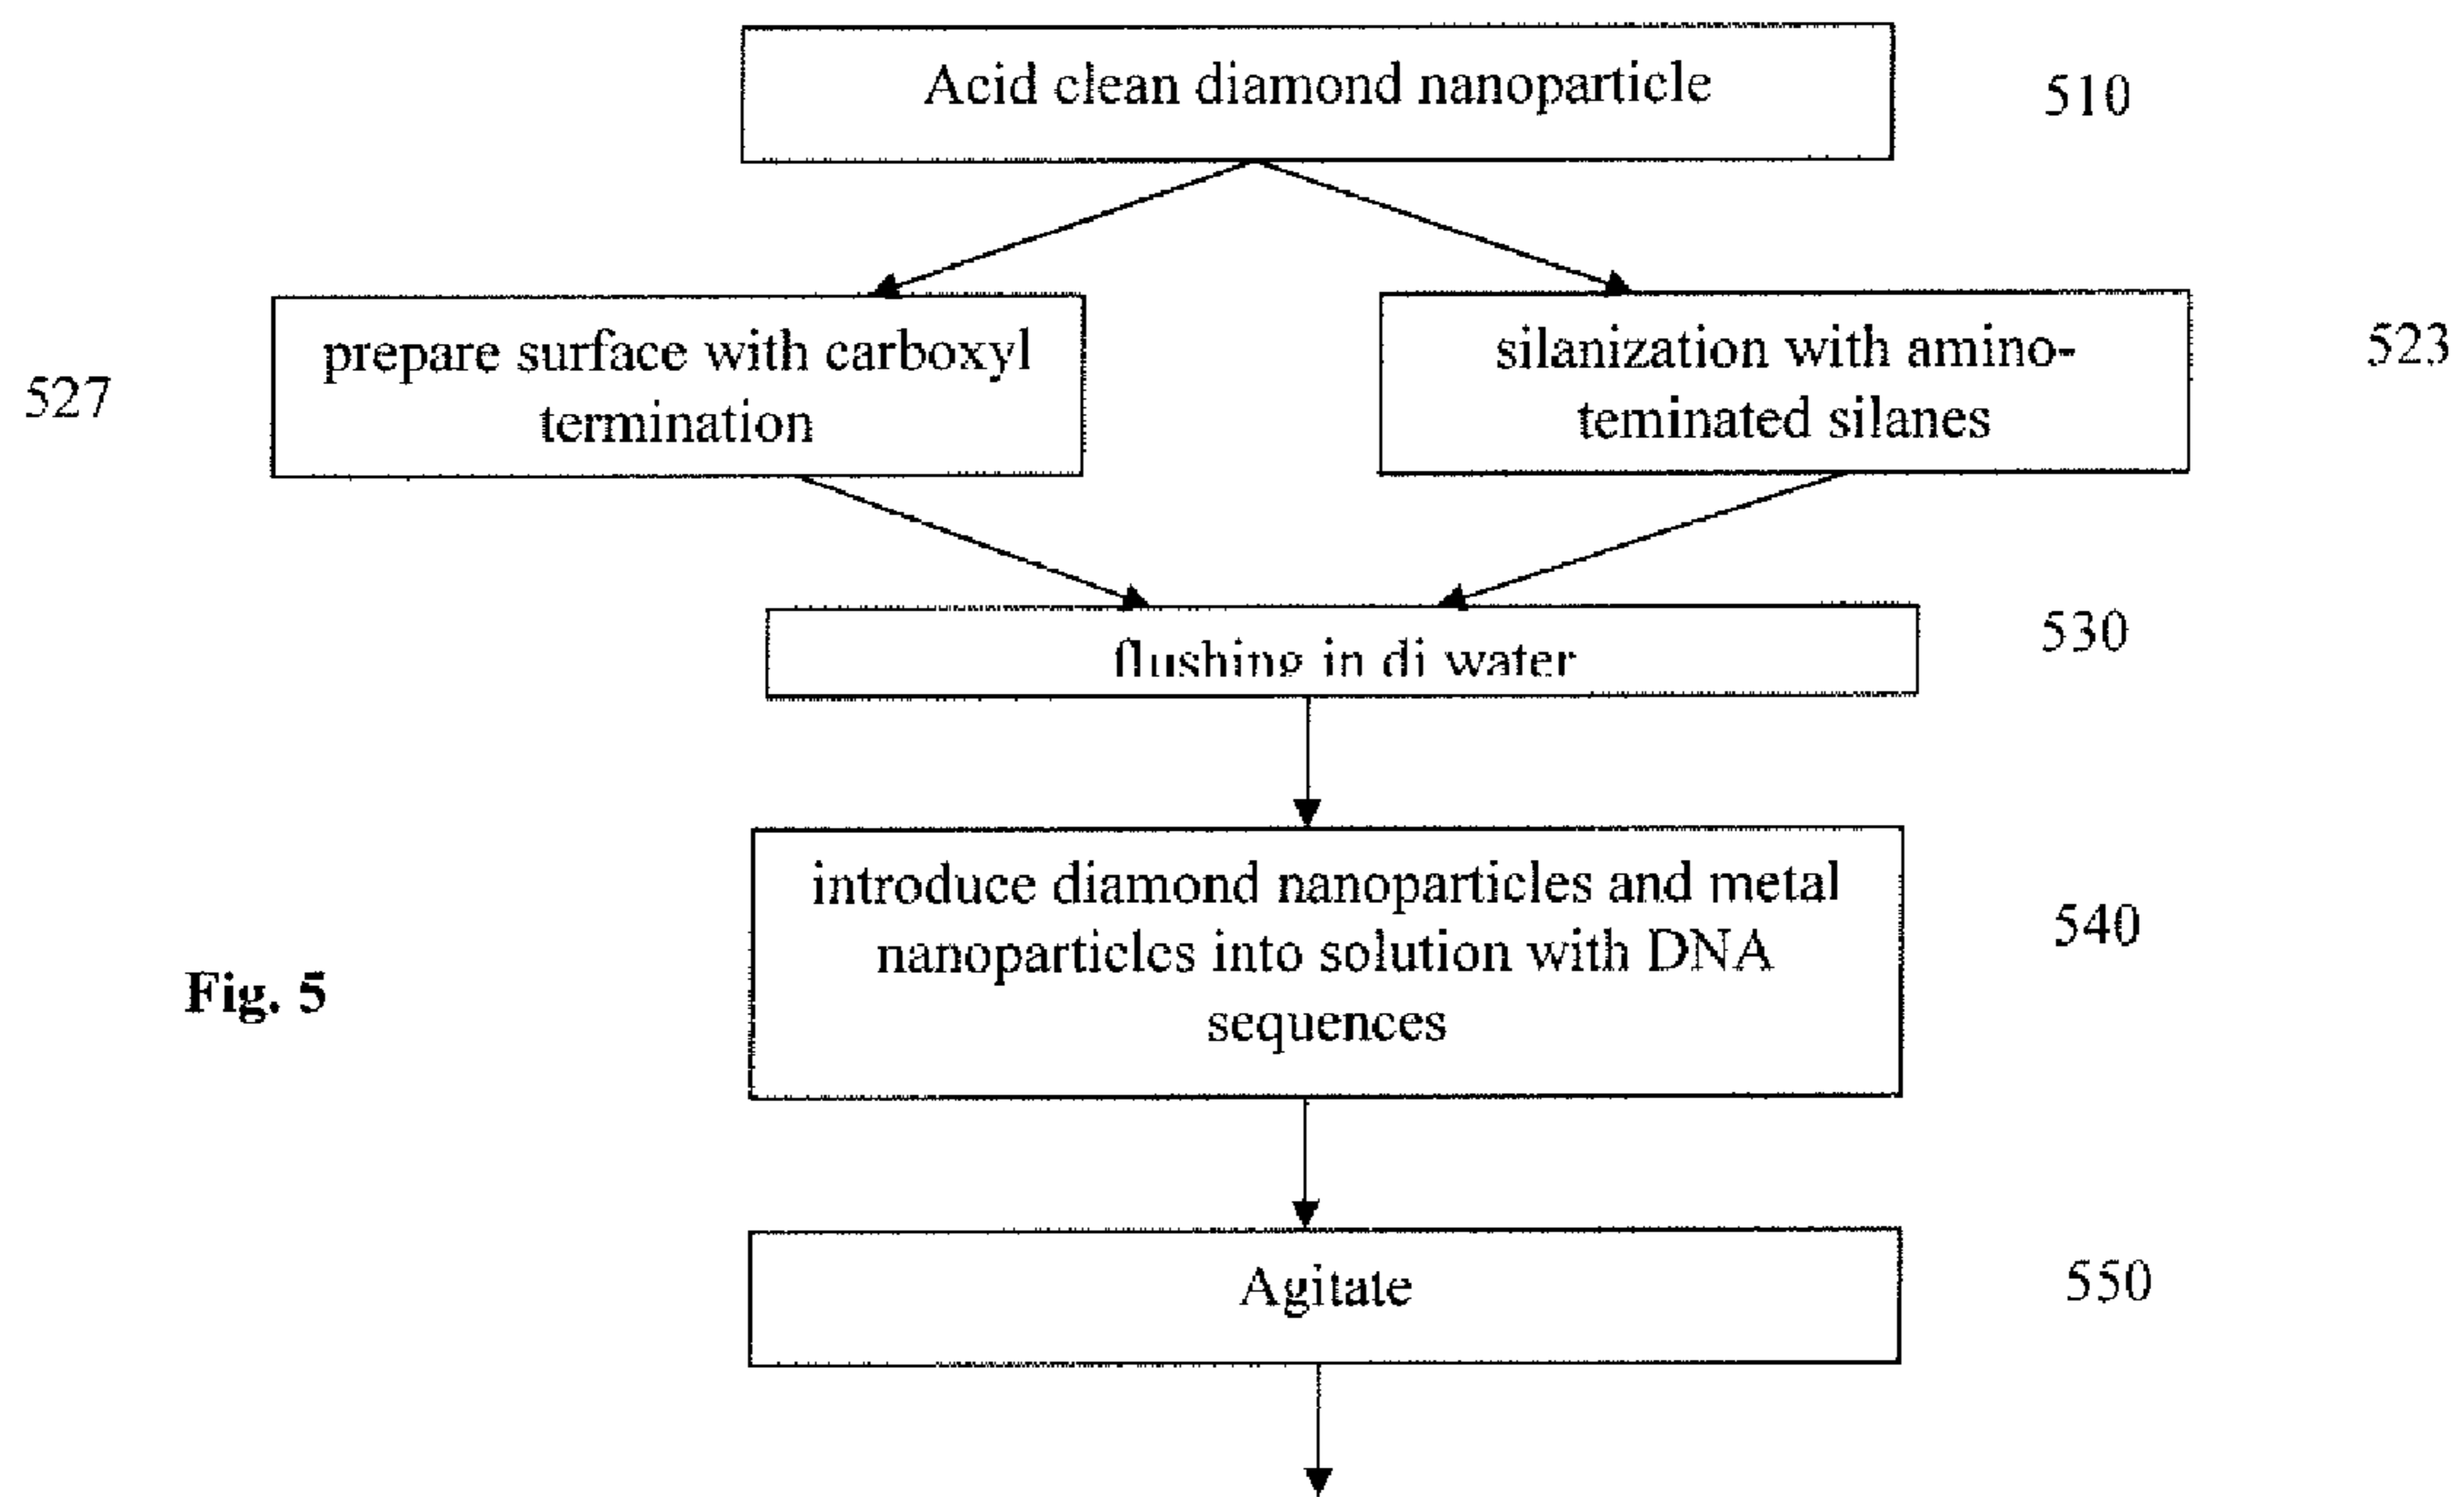 Acid clean diamond nanoparticle
510
prepare surface with carboxyl
termination
527
silanization with amino-
teminated silanes
523
flushing in di water
530
introduce diamond nanoparticles and metal
nanoparticles into solution with DNA
sequences
540
Fig. 5
Agitate
550